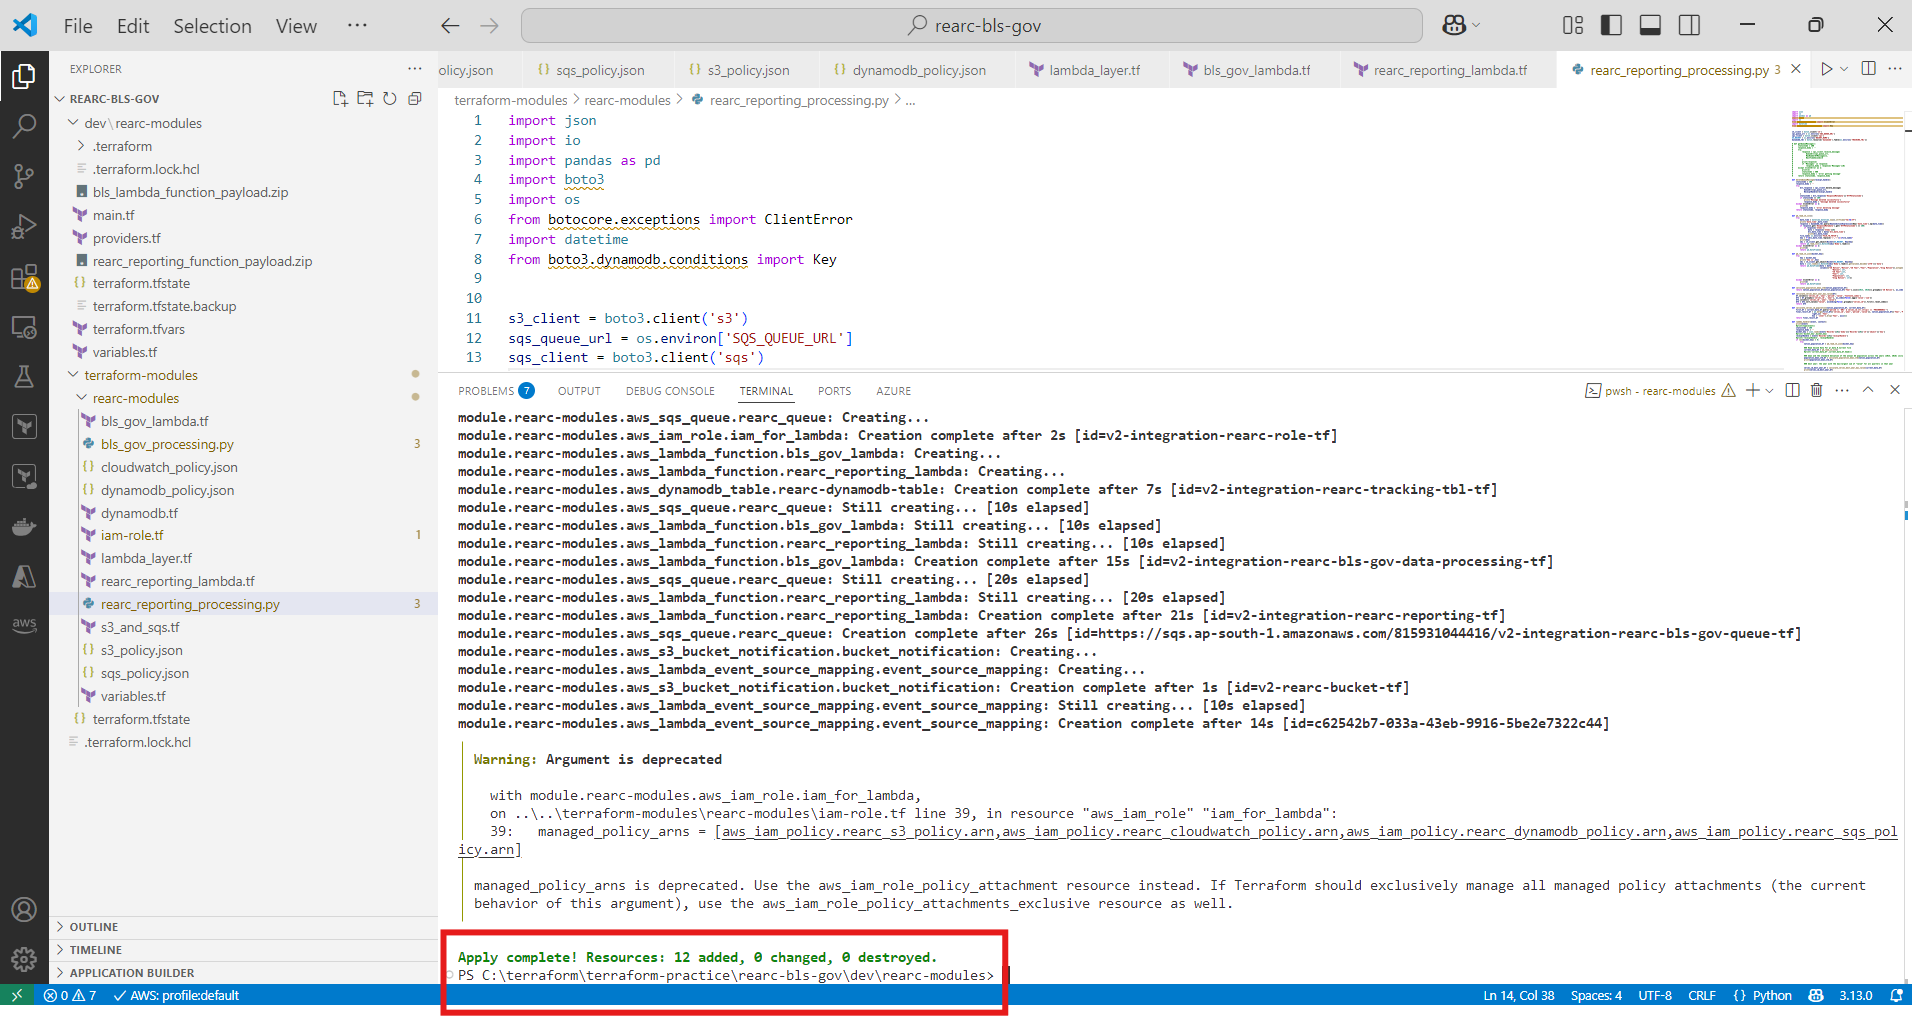 File Edit Selection View ···
rearc-bls-gov
EXPLORER ···
REARC-BLS-GOV
dev\rearc-modules
.terraform
.terraform.lock.hcl
bls_lambda_function_payload.zip
main.tf
providers.tf
rearc_reporting_function_payload.zip
terraform.tfstate
terraform.tfstate.backup
terraform.tfvars
variables.tf
terraform-modules
rearc-modules
bls_gov_lambda.tf
bls_gov_processing.py 3
cloudwatch_policy.json
dynamodb_policy.json
dynamodb.tf
iam-role.tf 1
lambda_layer.tf
rearc_reporting_lambda.tf
rearc_reporting_processing.py 3
s3_and_sqs.tf
s3_policy.json
sqs_policy.json
variables.tf
terraform.tfstate
.terraform.lock.hcl
OUTLINE
TIMELINE
APPLICATION BUILDER
aws
olicy.json {} sqs_policy.json {} s3_policy.json {} dynamodb_policy.json lambda_layer.tf bls_gov_lambda.tf rearc_reporting_lambda.tf rearc_reporting_processing.py 3
terraform-modules > rearc-modules > rearc_reporting_processing.py > ...
1 import json
2 import io
3 import pandas as pd
4 import boto3
5 import os
6 from botocore.exceptions import ClientError
7 import datetime
8 from boto3.dynamodb.conditions import Key
9
10
11 s3_client = boto3.client('s3')
12 sqs_queue_url = os.environ['SQS_QUEUE_URL']
13 sqs_client = boto3.client('sqs')
PROBLEMS 7 OUTPUT DEBUG CONSOLE TERMINAL PORTS AZURE
pwsh - rearc-modules
module.rearc-modules.aws_sqs_queue.rearc_queue: Creating...
module.rearc-modules.aws_iam_role.iam_for_lambda: Creation complete after 2s [id=v2-integration-rearc-role-tf]
module.rearc-modules.aws_lambda_function.bls_gov_lambda: Creating...
module.rearc-modules.aws_lambda_function.rearc_reporting_lambda: Creating...
module.rearc-modules.aws_dynamodb_table.rearc-dynamodb-table: Creation complete after 7s [id=v2-integration-rearc-tracking-tbl-tf]
module.rearc-modules.aws_sqs_queue.rearc_queue: Still creating... [10s elapsed]
module.rearc-modules.aws_lambda_function.bls_gov_lambda: Still creating... [10s elapsed]
module.rearc-modules.aws_lambda_function.rearc_reporting_lambda: Still creating... [10s elapsed]
module.rearc-modules.aws_lambda_function.bls_gov_lambda: Creation complete after 15s [id=v2-integration-rearc-bls-gov-data-processing-tf]
module.rearc-modules.aws_sqs_queue.rearc_queue: Still creating... [20s elapsed]
module.rearc-modules.aws_lambda_function.rearc_reporting_lambda: Still creating... [20s elapsed]
module.rearc-modules.aws_lambda_function.rearc_reporting_lambda: Creation complete after 21s [id=v2-integration-rearc-reporting-tf]
module.rearc-modules.aws_sqs_queue.rearc_queue: Creation complete after 26s [id=https://sqs.ap-south-1.amazonaws.com/815931044416/v2-integration-rearc-bls-gov-queue-tf]
module.rearc-modules.aws_s3_bucket_notification.bucket_notification: Creating...
module.rearc-modules.aws_lambda_event_source_mapping.event_source_mapping: Creating...
module.rearc-modules.aws_s3_bucket_notification.bucket_notification: Creation complete after 1s [id=v2-rearc-bucket-tf]
module.rearc-modules.aws_lambda_event_source_mapping.event_source_mapping: Still creating... [10s elapsed]
module.rearc-modules.aws_lambda_event_source_mapping.event_source_mapping: Creation complete after 14s [id=c62542b7-033a-43eb-9916-5be2e7322c44]
Warning: Argument is deprecated
with module.rearc-modules.aws_iam_role.iam_for_lambda,
on ..\..\terraform-modules\rearc-modules\iam-role.tf line 39, in resource "aws_iam_role" "iam_for_lambda":
39: managed_policy_arns = [aws_iam_policy.rearc_s3_policy.arn,aws_iam_policy.rearc_cloudwatch_policy.arn,aws_iam_policy.rearc_dynamodb_policy.arn,aws_iam_policy.rearc_sqs_pol
icy.arn]
managed_policy_arns is deprecated. Use the aws_iam_role_policy_attachment resource instead. If Terraform should exclusively manage all managed policy attachments (the current
behavior of this argument), use the aws_iam_role_policy_attachments_exclusive resource as well.
Apply complete! Resources: 12 added, 0 changed, 0 destroyed.
PS C:\terraform\terraform-practice\rearc-bls-gov\dev\rearc-modules>
0 7 AWS: profile:default Ln 14, Col 38 Spaces: 4 UTF-8 CRLF {} Python 3.13.0